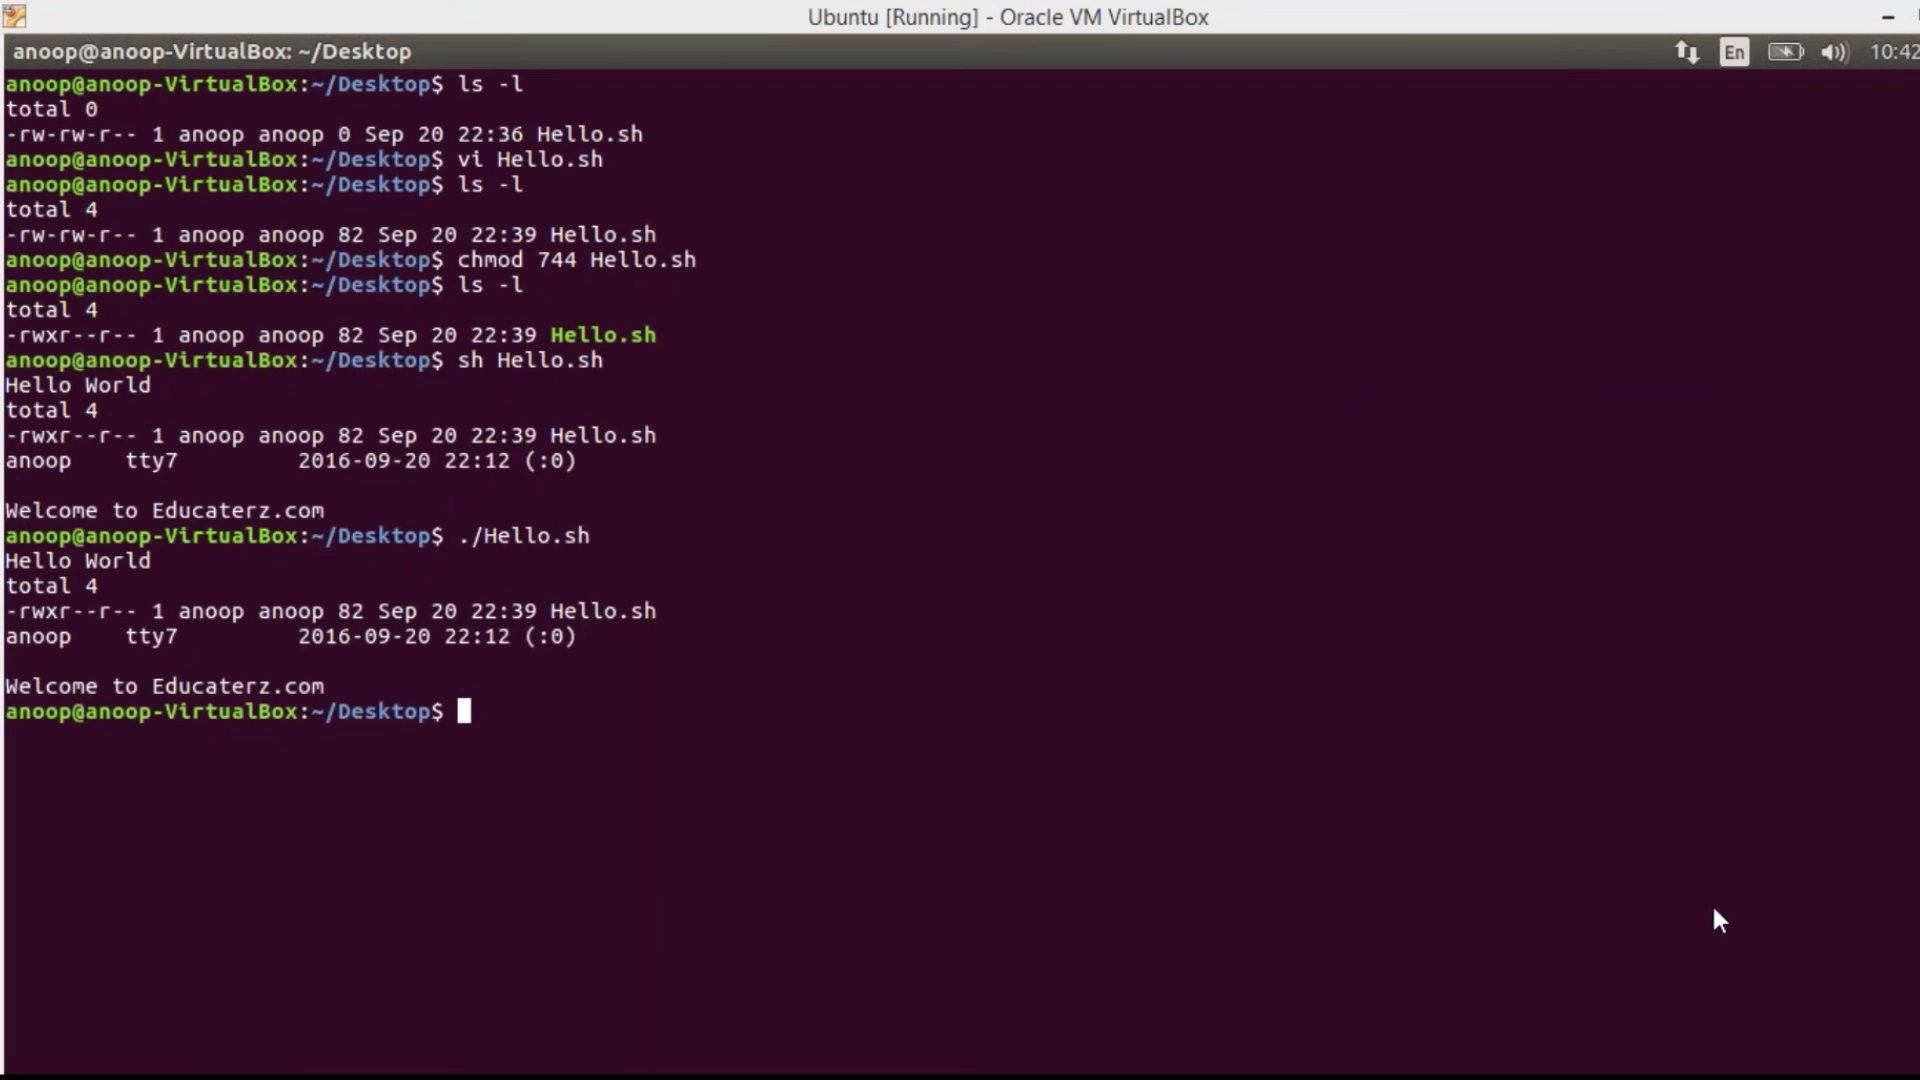 Ubuntu [Running] - Oracle VM VirtualBox
anoop@anoop-VirtualBox: ~/Desktop
En
10:42
anoop@anoop-VirtualBox:~/Desktop$ ls -l
total 0
-rw-rw-r-- 1 anoop anoop 0 Sep 20 22:36 Hello.sh
anoop@anoop-VirtualBox:~/Desktop$ vi Hello.sh
anoop@anoop-VirtualBox:~/Desktop$ ls -l
total 4
-rw-rw-r-- 1 anoop anoop 82 Sep 20 22:39 Hello.sh
anoop@anoop-VirtualBox:~/Desktop$ chmod 744 Hello.sh
anoop@anoop-VirtualBox:~/Desktop$ ls -l
total 4
-rwxr--r-- 1 anoop anoop 82 Sep 20 22:39 Hello.sh
anoop@anoop-VirtualBox:~/Desktop$ sh Hello.sh
Hello World
total 4
-rwxr--r-- 1 anoop anoop 82 Sep 20 22:39 Hello.sh
anoop    tty7         2016-09-20 22:12 (:0)
Welcome to Educaterz.com
anoop@anoop-VirtualBox:~/Desktop$ ./Hello.sh
Hello World
total 4
-rwxr--r-- 1 anoop anoop 82 Sep 20 22:39 Hello.sh
anoop    tty7         2016-09-20 22:12 (:0)
Welcome to Educaterz.com
anoop@anoop-VirtualBox:~/Desktop$